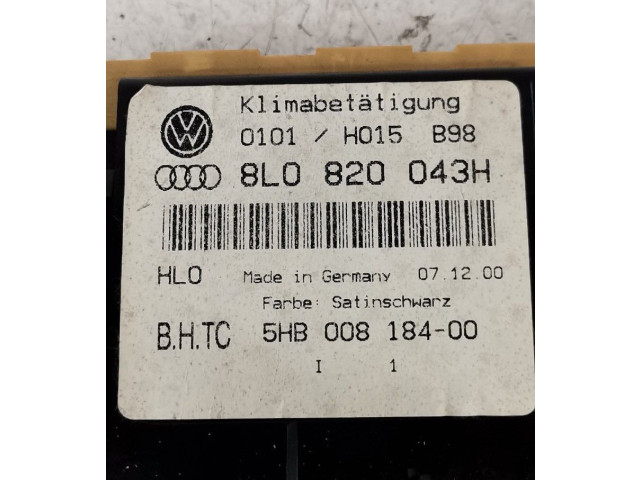 Klimabetätigung
0101 / H015 B98
8L0 820 043H
HLO Made in Germany 07.12.00
Farbe: Satinschwarz
B.H.TC 5HB 008 184-00
I 1